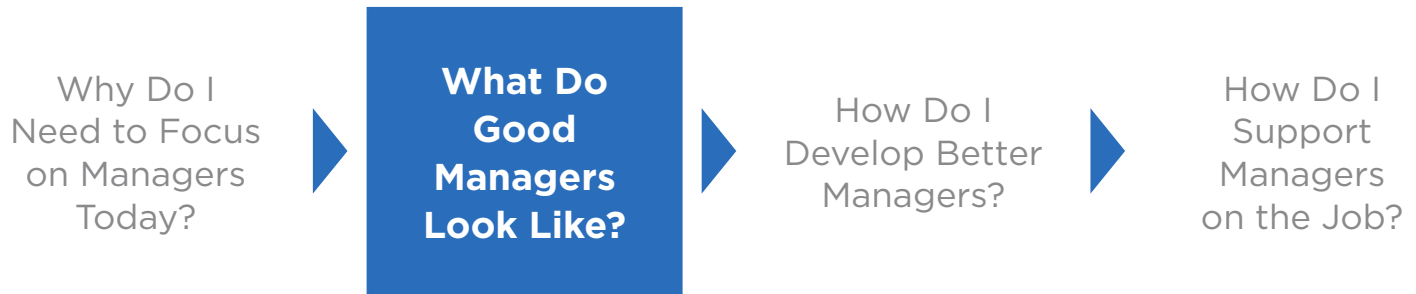 Why Do I
Need to Focus
on Managers
Today?
What Do
Good
Managers
Look Like?
How Do I
Develop Better
Managers?
How Do I
Support
Managers
on the Job?